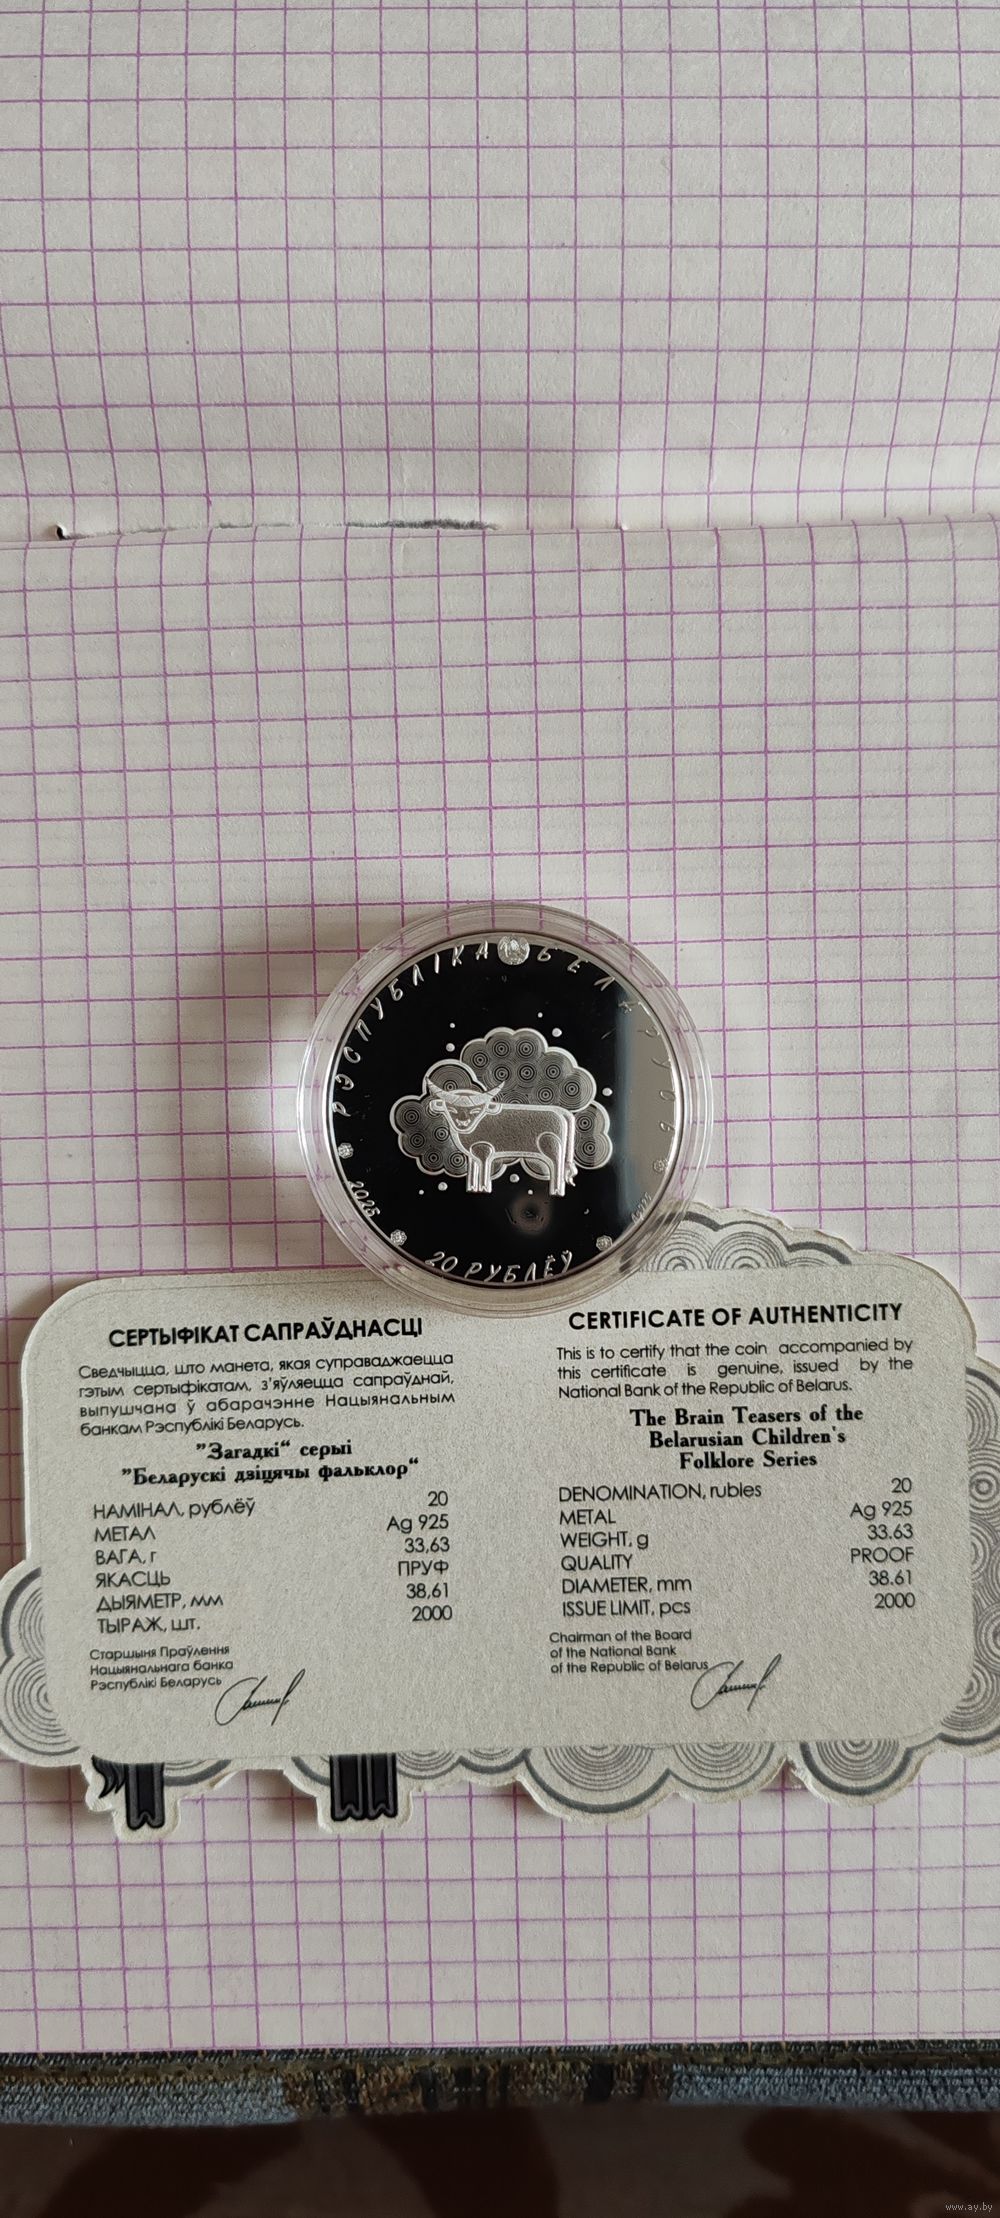 РЭСПУБЛІКА БЕЛАРУСЬ
2025
Ag 925
20 РУБЛЁЎ
СЕРТЫФІКАТ САПРАЎДНАСЦІ
Сведчыцца, што манета, якая суправаджаецца
гэтым сертыфікатам, з'яўляецца сапраўднай,
выпушчана ў абарачэнне Нацыянальным
банкам Рэспублікі Беларусь.
"Загадкі" серыі
"Беларускі дзіцячы фальклор"
НАМІНАЛ, рублёў 20
МЕТАЛ Ag 925
ВАГА, г 33,63
ЯКАСЦЬ ПРУФ
ДЫЯМЕТР, мм 38,61
ТЫРАЖ, шт. 2000
Старшыня Праўлення
Нацыянальнага банка
Рэспублікі Беларусь
CERTIFICATE OF AUTHENTICITY
This is to certify that the coin accompanied by
this certificate is genuine, issued by the
National Bank of the Republic of Belarus.
The Brain Teasers of the
Belarusian Children's
Folklore Series
DENOMINATION, rubles 20
METAL Ag 925
WEIGHT, g 33.63
QUALITY PROOF
DIAMETER, mm 38.61
ISSUE LIMIT, pcs 2000
Chairman of the Board
of the National Bank
of the Republic of Belarus
www.ay.by